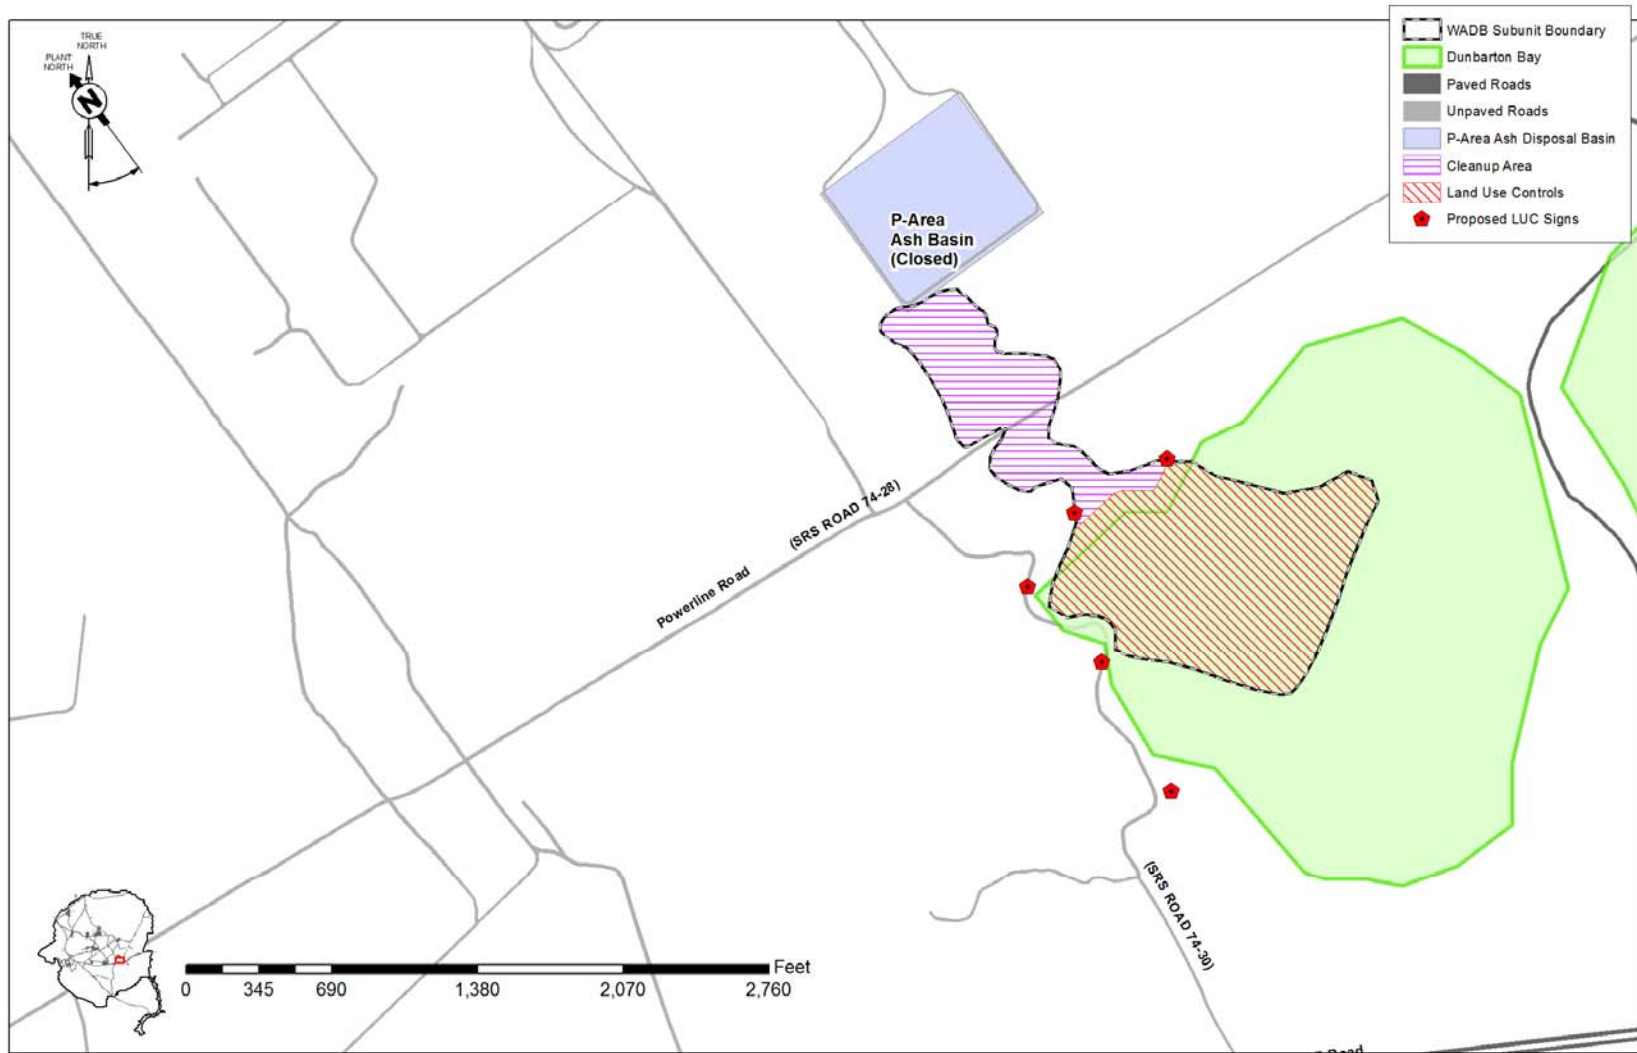 TRUE
NORTH
PLANT
NORTH
N
WADB Subunit Boundary
Dunbarton Bay
Paved Roads
Unpaved Roads
P-Area Ash Disposal Basin
Cleanup Area
Land Use Controls
Proposed LUC Signs
P-Area
Ash Basin
(Closed)
(SRS ROAD 74-28)
Powerline Road
(SRS ROAD 74-30)
Feet
0 345 690 1,380 2,070 2,760
Road